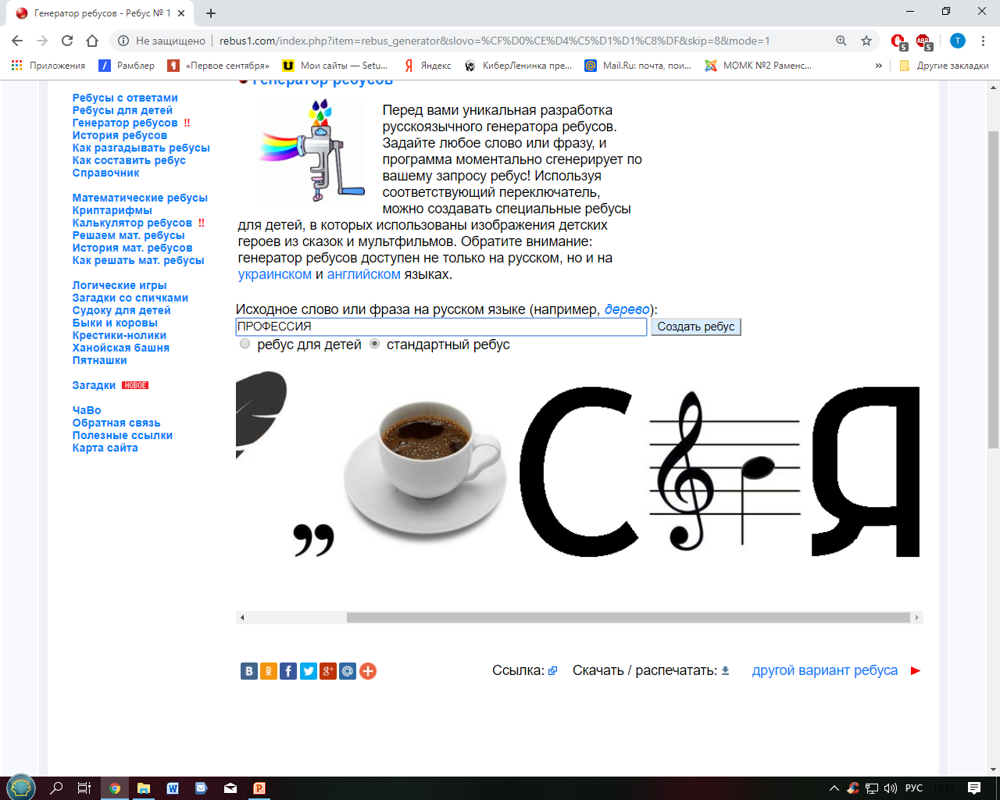 Генератор ребусов - Ребус № 1
Не защищено
rebus1.com/index.php?item=rebus_generator&slovo=%CF%D0%CE%D4%C5%D1%D1%C8%DF&skip=8&mode=1
5
ABP
5
T
Приложения
Рамблер
«Первое сентября»
Мои сайты — Setu...
Яндекс
КиберЛенинка пре...
Mail.Ru: почта, пои...
МОМК №2 Раменс...
»
Другие закладки
Генератор ребусов
Ребусы с ответами
Ребусы для детей
Генератор ребусов !!
История ребусов
Как разгадывать ребусы
Как составить ребус
Справочник
Математические ребусы
Криптарифмы
Калькулятор ребусов !!
Решаем мат. ребусы
История мат. ребусов
Как решать мат. ребусы
Логические игры
Загадки со спичками
Судоку для детей
Быки и коровы
Крестики-нолики
Ханойская башня
Пятнашки
Загадки НОВОЕ
ЧаВо
Обратная связь
Полезные ссылки
Карта сайта
Перед вами уникальная разработка
русскоязычного генератора ребусов.
Задайте любое слово или фразу, и
программа моментально сгенерирует по
вашему запросу ребус! Используя
соответствующий переключатель,
можно создавать специальные ребусы
для детей, в которых использованы изображения детских
героев из сказок и мультфильмов. Обратите внимание:
генератор ребусов доступен не только на русском, но и на
украинском и английском языках.
Исходное слово или фраза на русском языке (например, дерево):
ПРОФЕССИЯ
Создать ребус
ребус для детей
стандартный ребус
,,
С
Я
Ссылка:
Скачать / распечатать:
другой вариант ребуса
РУС
15:32